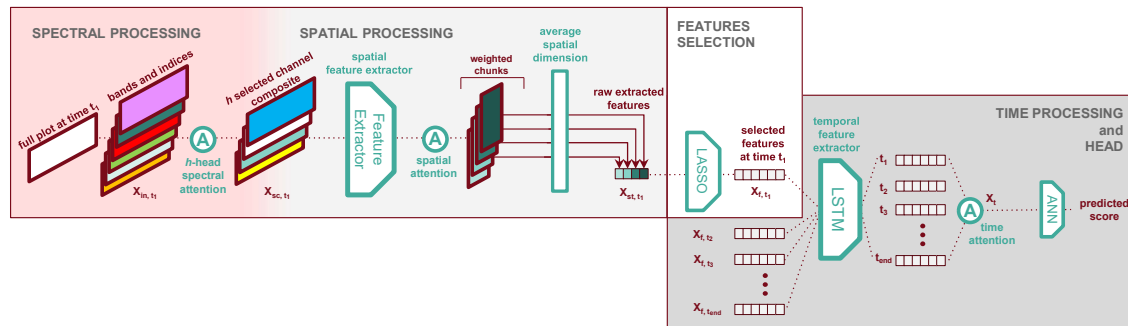 SPECTRAL PROCESSING
SPATIAL PROCESSING
FEATURES
SELECTION
TIME PROCESSING
and
HEAD
full plot at time t1
bands and indices
Xin, t1
A
h-head
spectral
attention
h selected channel
composite
Xsc, t1
spatial
feature extractor
Feature
Extractor
A
spatial
attention
weighted
chunks
average
spatial
dimension
raw extracted
features
Xst, t1
LASSO
selected
features
at time t1
Xf, t1
Xf, t2
Xf, t3
Xf, tend
temporal
feature
extractor
LSTM
t1
t2
t3
tend
Xt
A
time
attention
ANN
predicted
score